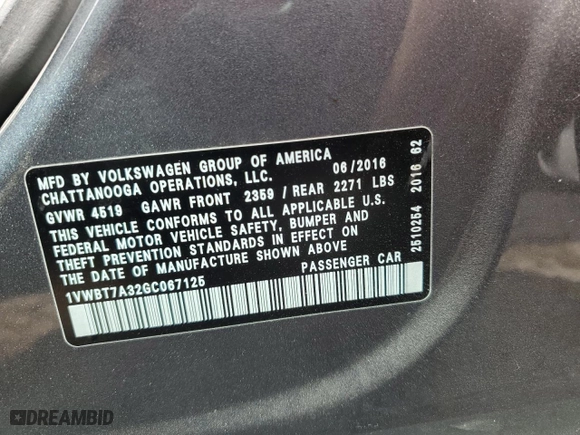 MFD BY VOLKSWAGEN GROUP OF AMERICA
CHATTANOOGA OPERATIONS, LLC. 06/2016
GVWR 4519 GAWR FRONT 2359 / REAR 2271 LBS
THIS VEHICLE CONFORMS TO ALL APPLICABLE U.S.
FEDERAL MOTOR VEHICLE SAFETY, BUMPER AND
THEFT PREVENTION STANDARDS IN EFFECT ON
THE DATE OF MANUFACTURE SHOWN ABOVE
1VWBT7A32GC067125 PASSENGER CAR
2510254 2016 62
DREAMBID